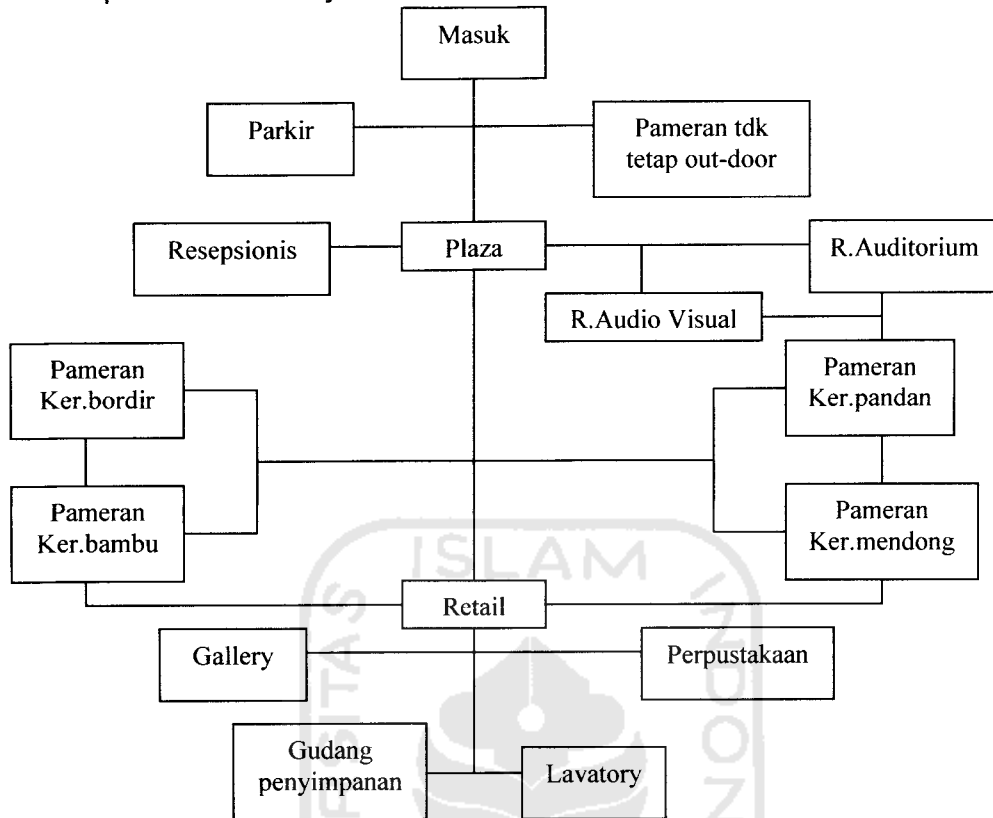 Masuk
Parkir
Pameran tdk
tetap out-door
Resepsionis
Plaza
R.Auditorium
R.Audio Visual
Pameran
Ker.bordir
Pameran
Ker.pandan
Pameran
Ker.bambu
Pameran
Ker.mendong
ISLAM
Retail
Gallery
Perpustakaan
Gudang
penyimpanan
Lavatory